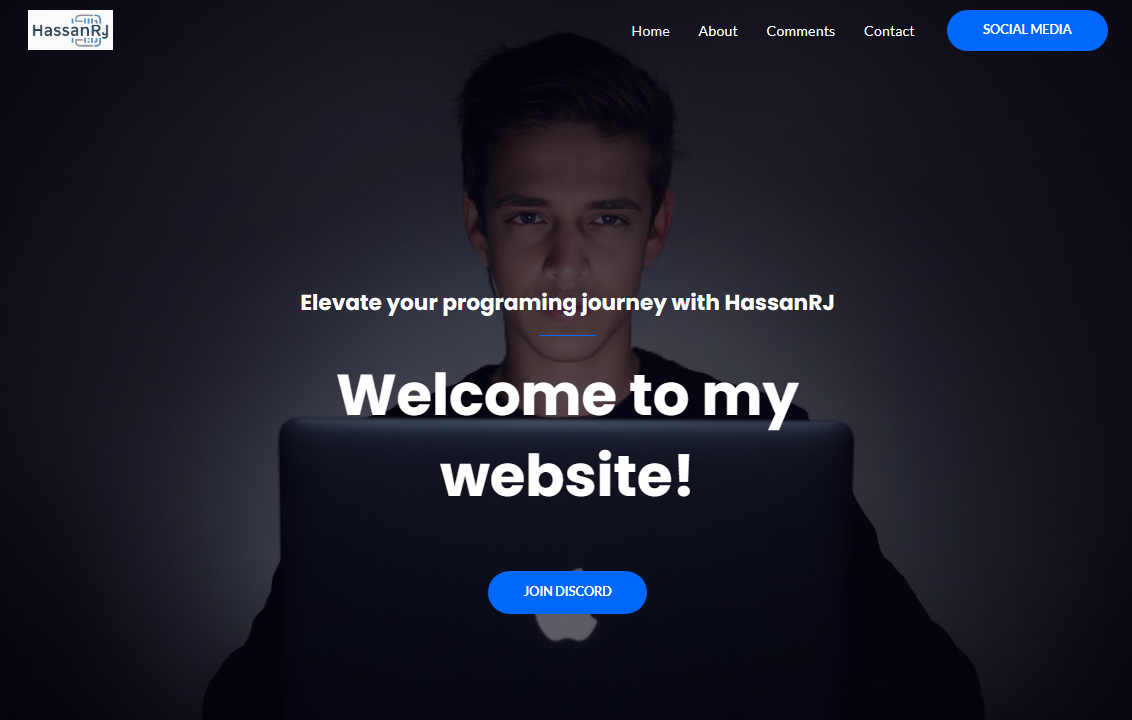 HassanRJ
Home
About
Comments
Contact
SOCIAL MEDIA
Elevate your programing journey with HassanRJ
Welcome to my
website!
JOIN DISCORD